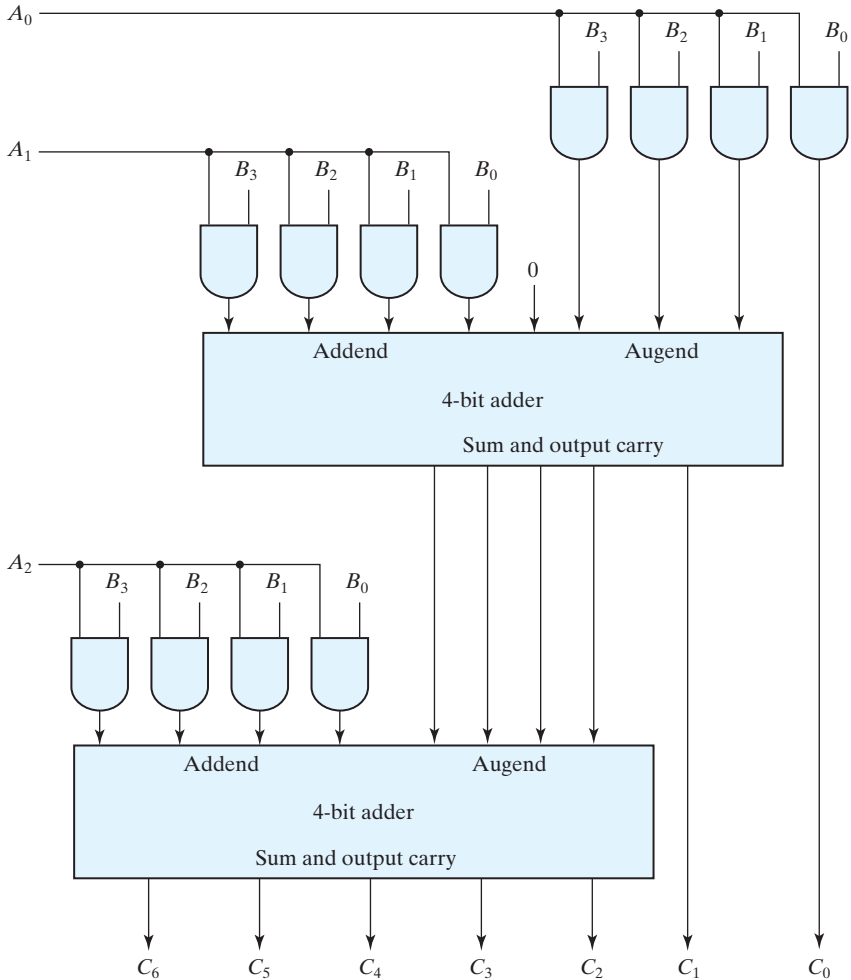 A₀
B₃ B₂ B₁ B₀
A₁
B₃ B₂ B₁ B₀
0
Addend Augend
4-bit adder
Sum and output carry
A₂
B₃ B₂ B₁ B₀
Addend Augend
4-bit adder
Sum and output carry
C₆ C₅ C₄ C₃ C₂ C₁ C₀